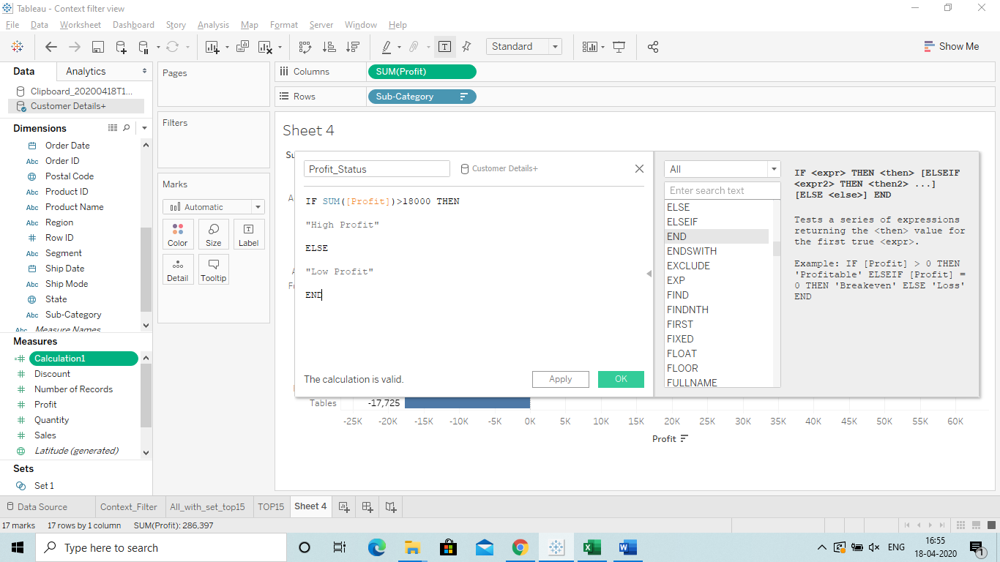 Tableau - Context filter view
File Data Worksheet Dashboard Story Analysis Map Format Server Window Help
Standard
Show Me
Data Analytics
Clipboard_20200418T1...
Customer Details+
Dimensions
Order Date
Abc Order ID
Postal Code
Abc Product ID
Abc Product Name
Abc Region
# Row ID
Abc Segment
Ship Date
Abc Ship Mode
State
Abc Sub-Category
Abc Measure Names
Measures
=# Calculation1
# Discount
# Number of Records
# Profit
# Quantity
# Sales
Latitude (generated)
Sets
Set 1
Pages
Filters
Marks
Automatic
Color Size Label
Detail Tooltip
Columns SUM(Profit)
Rows Sub-Category
Sheet 4
Su
A
A
F
Profit_Status Customer Details+
IF SUM([Profit])>18000 THEN
"High Profit"
ELSE
"Low Profit"
END
The calculation is valid. Apply OK
All
Enter search text
ELSE
ELSEIF
END
ENDSWITH
EXCLUDE
EXP
FIND
FINDNTH
FIRST
FIXED
FLOAT
FLOOR
FULLNAME
IF <expr> THEN <then> [ELSEIF
<expr2> THEN <then2> ...]
[ELSE <else>] END
Tests a series of expressions
returning the <then> value for
the first true <expr>.
Example: IF [Profit] > 0 THEN
'Profitable' ELSEIF [Profit] =
0 THEN 'Breakeven' ELSE 'Loss'
END
Tables -17,725
-25K -20K -15K -10K -5K 0K 5K 10K 15K 20K 25K 30K 35K 40K 45K 50K 55K 60K
Profit
Data Source Context_Filter All_with_set_top15 TOP15 Sheet 4
17 marks 17 rows by 1 column SUM(Profit): 286,397
Type here to search
ENG
16:55
18-04-2020
1